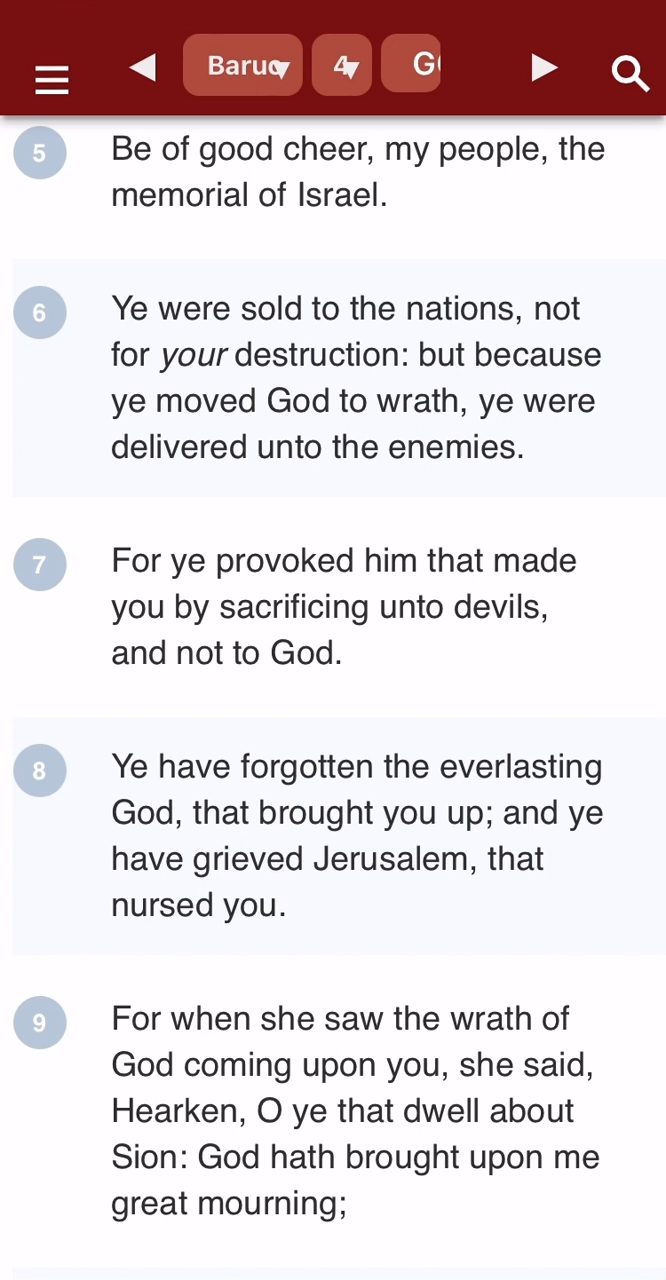 4
5
Be of good cheer, my people, the
memorial of Israel.
6
Ye were sold to the nations, not
for your destruction: but because
ye moved God to wrath, ye were
delivered unto the enemies.
7
For ye provoked him that made
you by sacrificing unto devils,
and not to God.
8
Ye have forgotten the everlasting
God, that brought you up; and ye
have grieved Jerusalem, that
nursed you.
9
For when she saw the wrath of
God coming upon you, she said,
Hearken, O ye that dwell about
Sion: God hath brought upon me
great mourning;